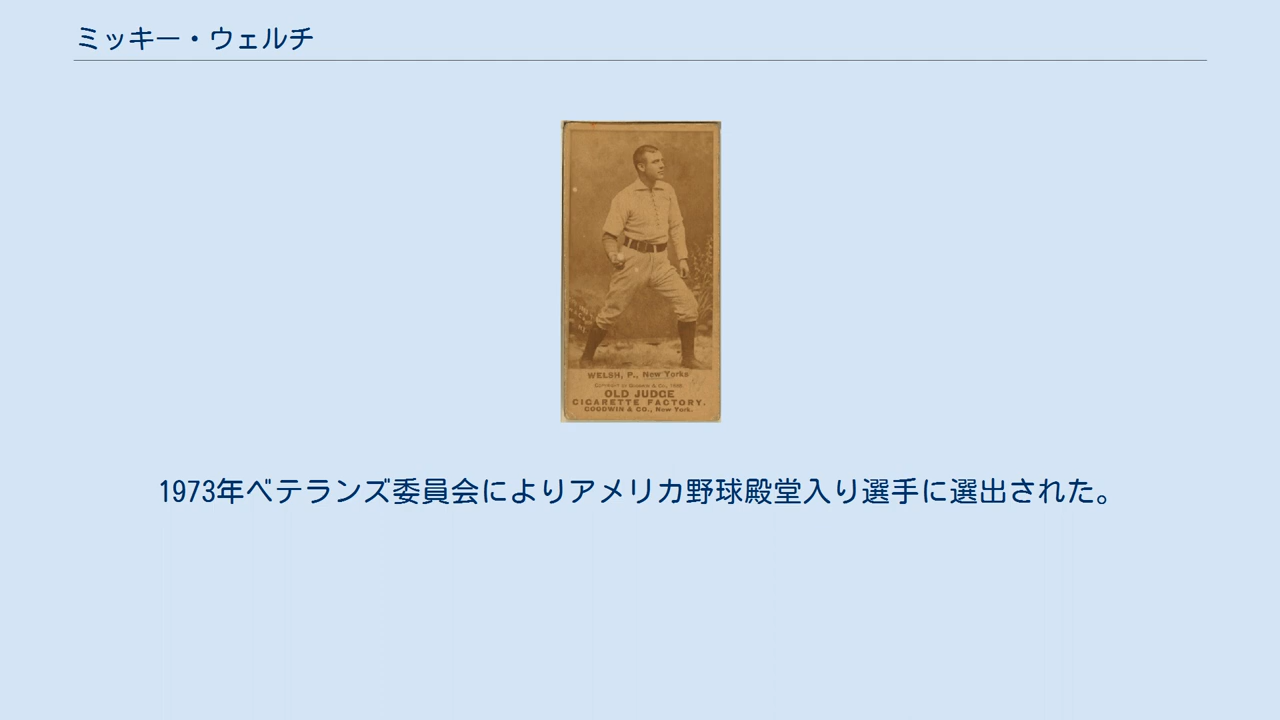 ミッキー・ウェルチ
WELSH, P., New Yorks
OLD JUDGE
CIGARETTE FACTORY.
GOODWIN & CO., New York.
1973年ベテランズ委員会によりアメリカ野球殿堂入り選手に選出された。